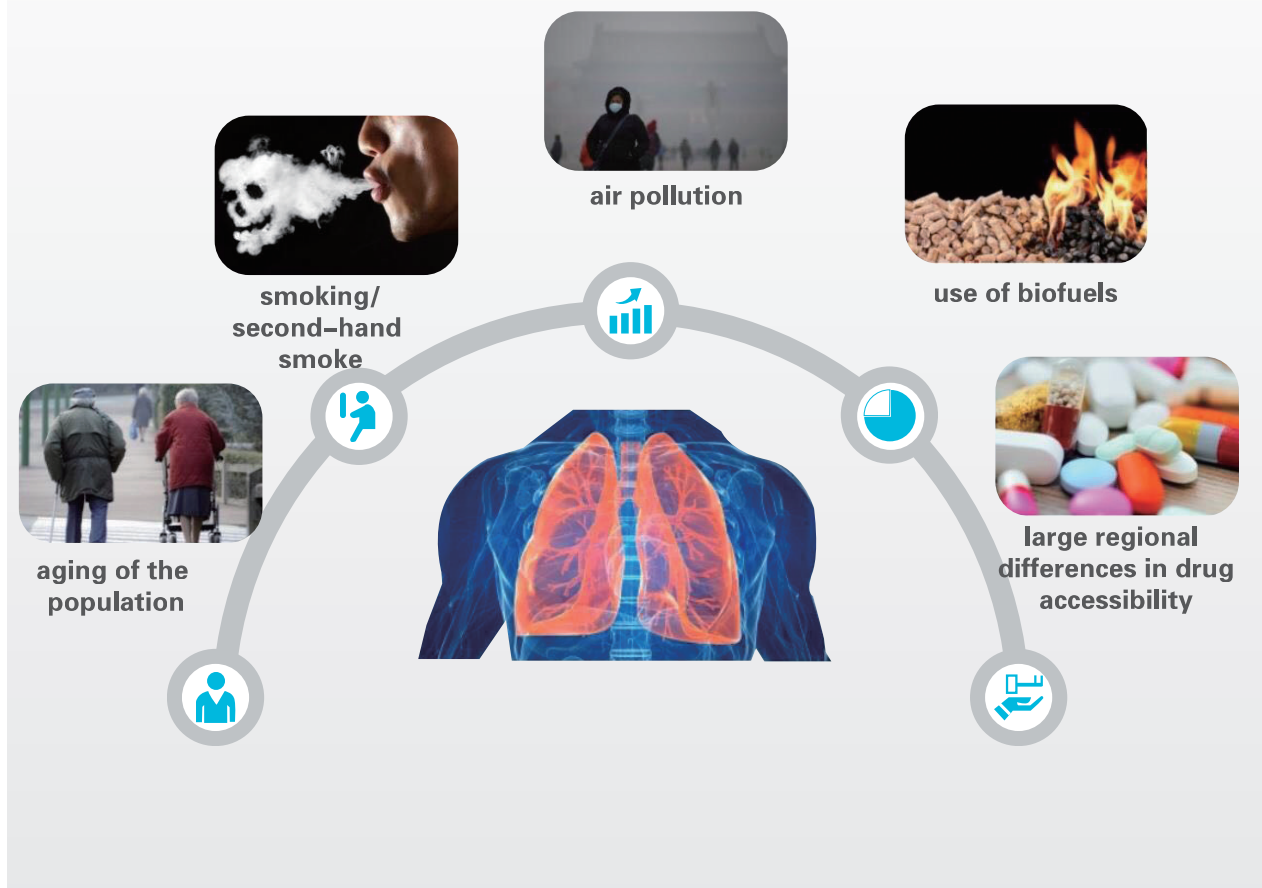 air pollution
smoking/
second–hand
smoke
use of biofuels
aging of the
population
large regional
differences in drug
accessibility